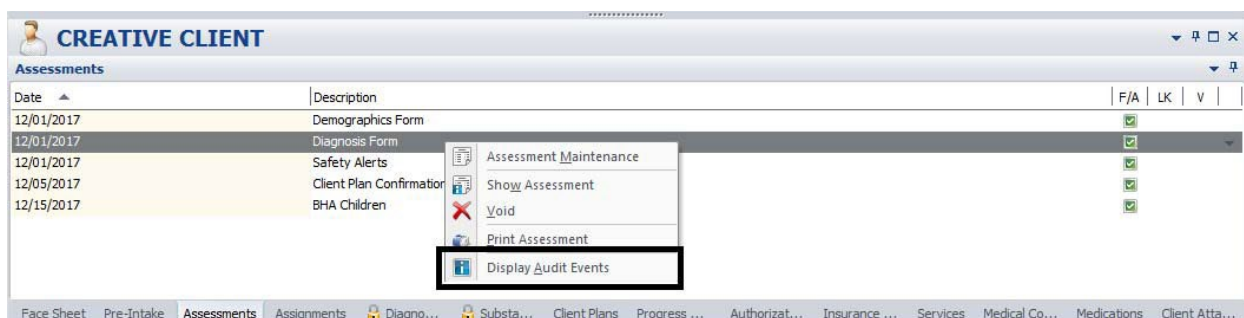 CREATIVE CLIENT
Assessments
Date Description F/A LK V
12/01/2017 Demographics Form
12/01/2017 Diagnosis Form
12/01/2017 Safety Alerts
12/05/2017 Client Plan Confirmation
12/15/2017 BHA Children
Assessment Maintenance
Show Assessment
Void
Print Assessment
Display Audit Events
Face Sheet Pre-Intake Assessments Assignments Diagno... Substa... Client Plans Progress ... Authorizat... Insurance ... Services Medical Co... Medications Client Atta...